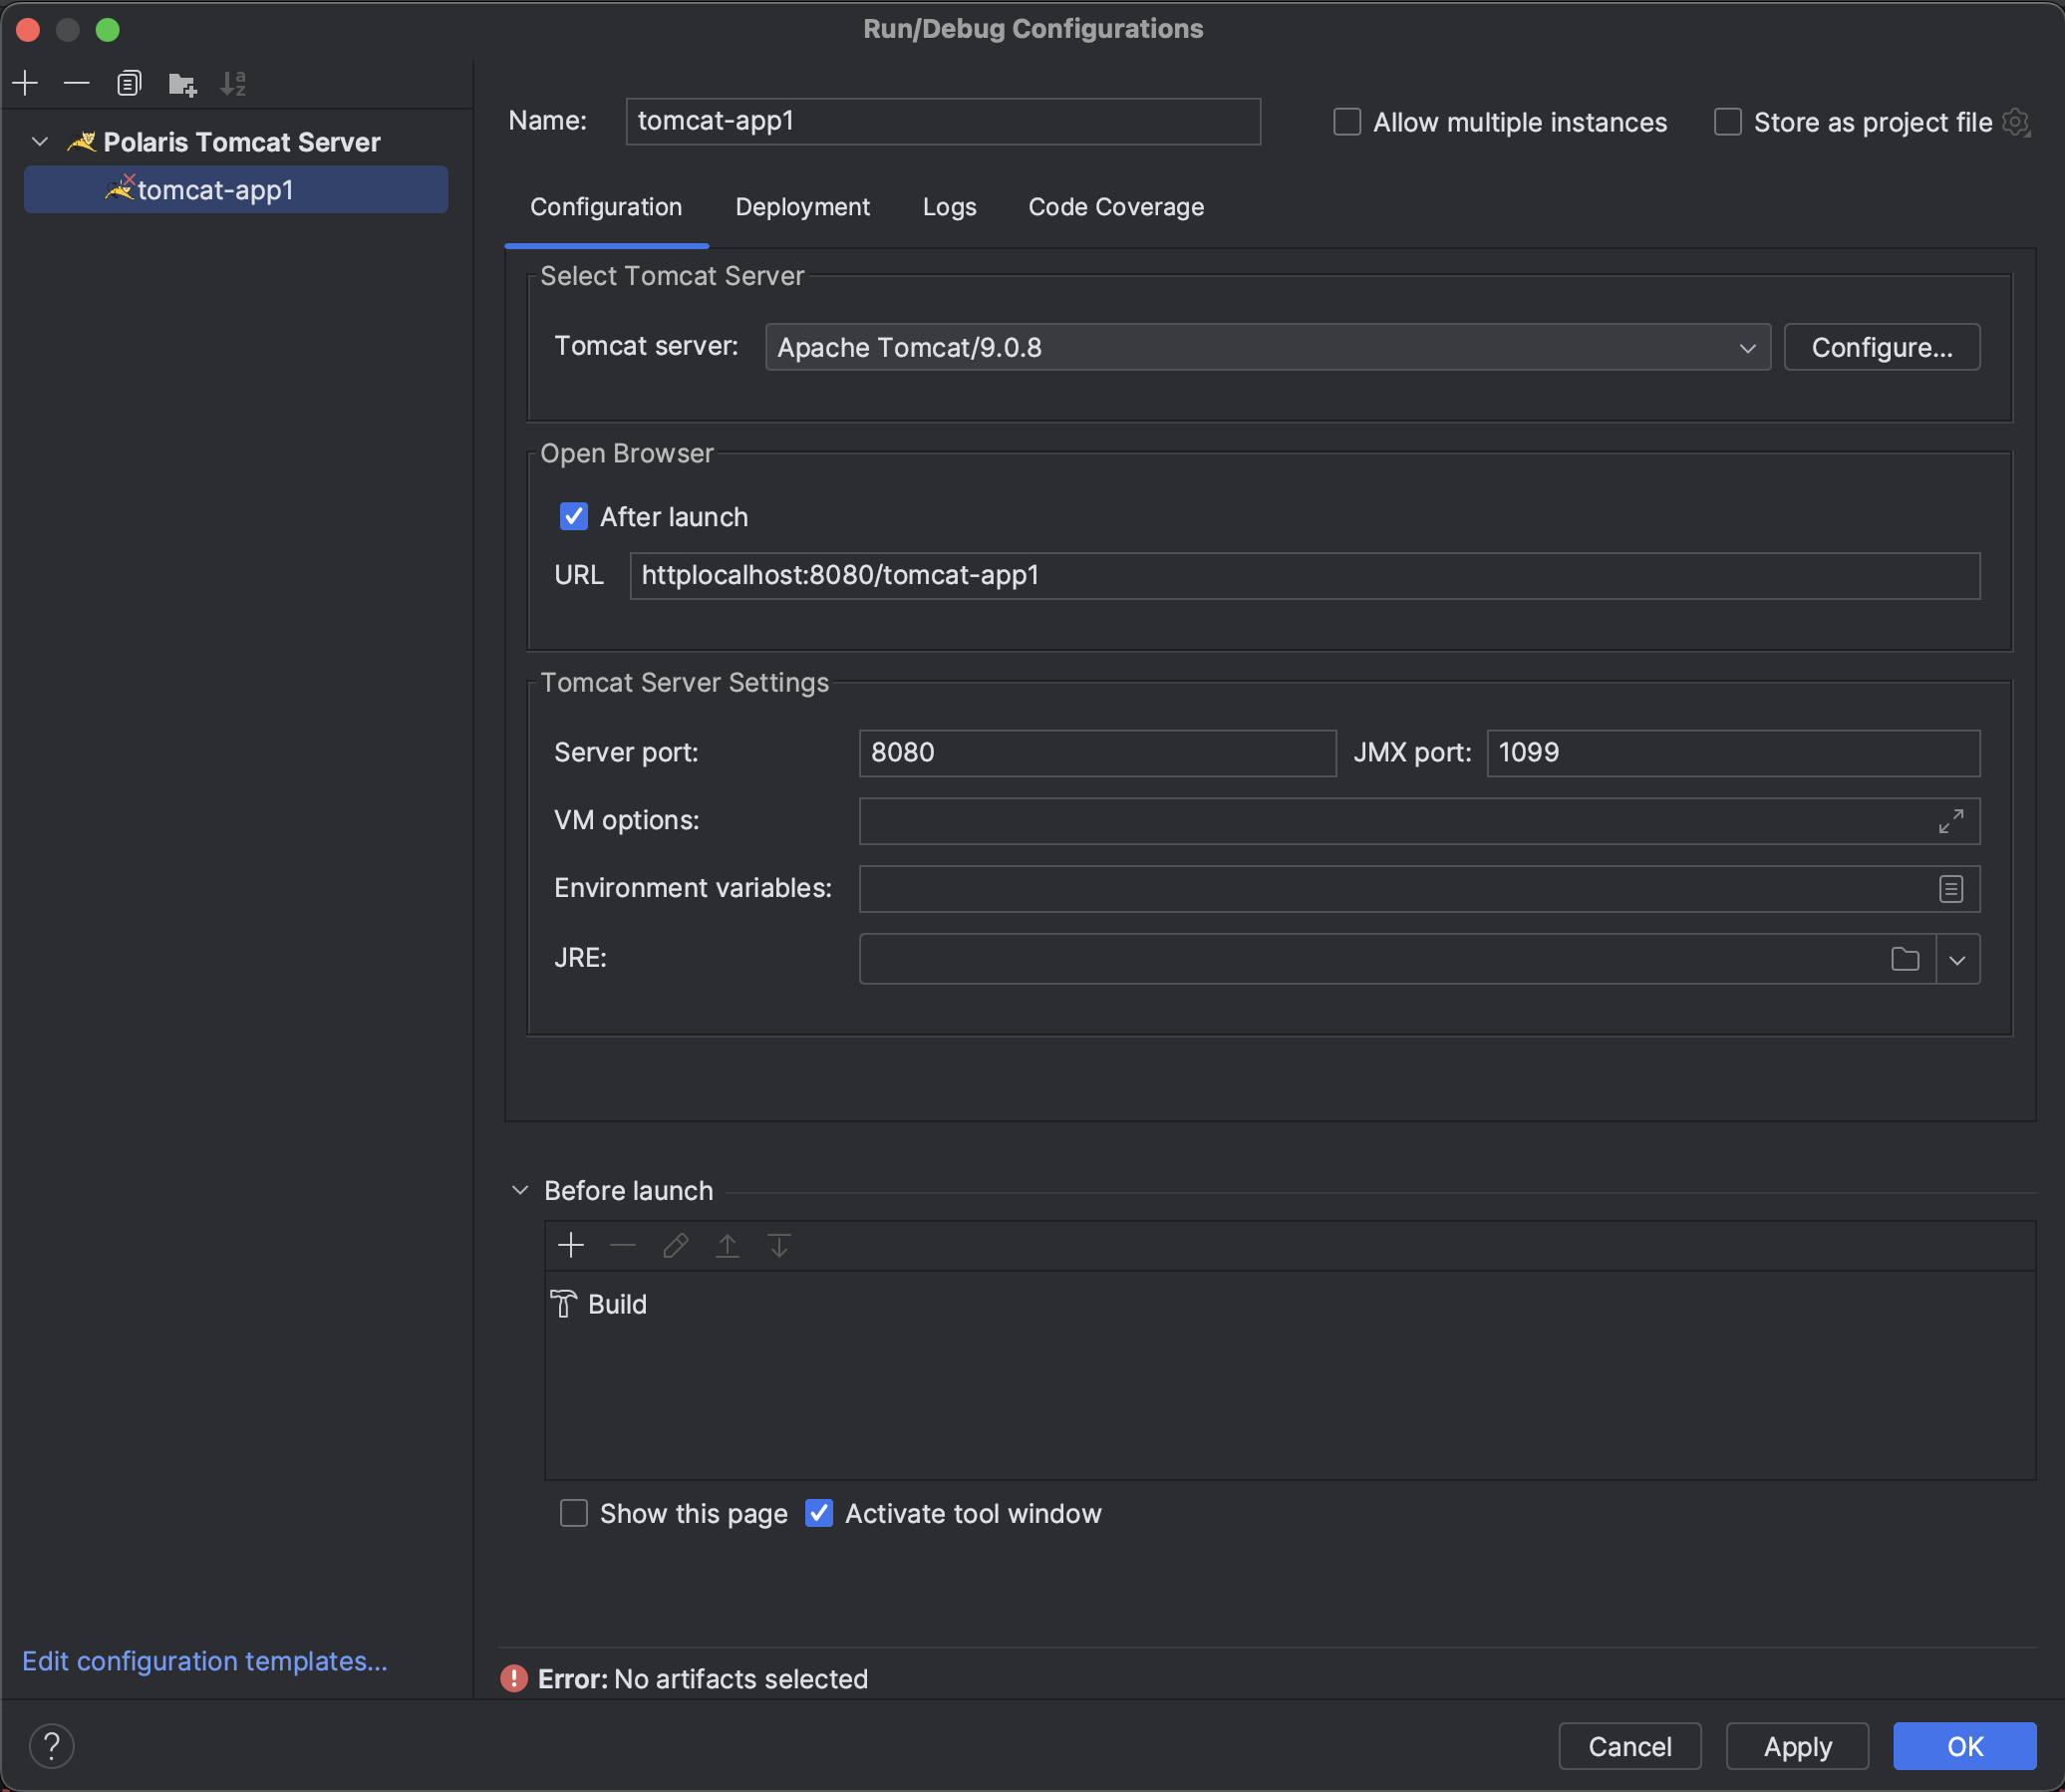 Run/Debug Configurations
Polaris Tomcat Server
tomcat-app1
Edit configuration templates...
Name: tomcat-app1 Allow multiple instances Store as project file
Configuration Deployment Logs Code Coverage
Select Tomcat Server
Tomcat server: Apache Tomcat/9.0.8 Configure...
Open Browser
After launch
URL httplocalhost:8080/tomcat-app1
Tomcat Server Settings
Server port: 8080 JMX port: 1099
VM options:
Environment variables:
JRE:
Before launch
Build
Show this page Activate tool window
Error: No artifacts selected
? Cancel Apply OK